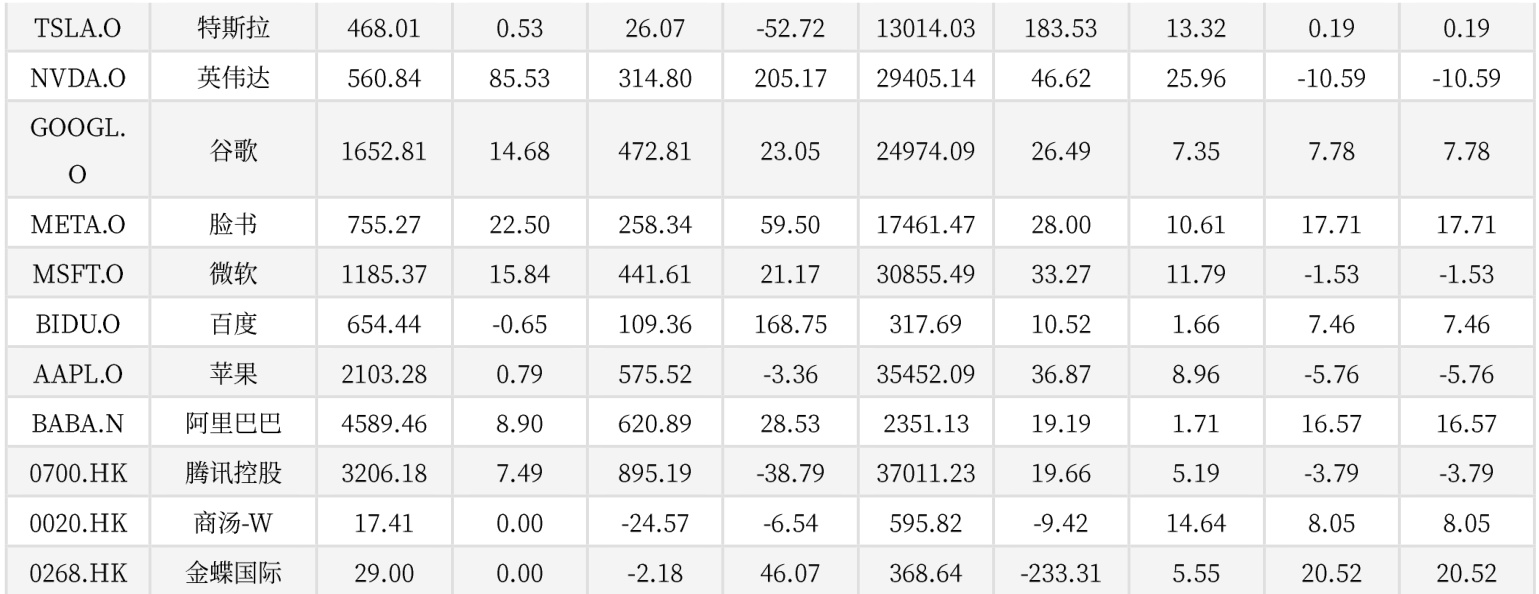 TSLA.O 特斯拉 468.01 0.53 26.07 -52.72 13014.03 183.53 13.32 0.19 0.19
NVDA.O 英伟达 560.84 85.53 314.80 205.17 29405.14 46.62 25.96 -10.59 -10.59
GOOGL.
O 谷歌 1652.81 14.68 472.81 23.05 24974.09 26.49 7.35 7.78 7.78
META.O 脸书 755.27 22.50 258.34 59.50 17461.47 28.00 10.61 17.71 17.71
MSFT.O 微软 1185.37 15.84 441.61 21.17 30855.49 33.27 11.79 -1.53 -1.53
BIDU.O 百度 654.44 -0.65 109.36 168.75 317.69 10.52 1.66 7.46 7.46
AAPL.O 苹果 2103.28 0.79 575.52 -3.36 35452.09 36.87 8.96 -5.76 -5.76
BABA.N 阿里巴巴 4589.46 8.90 620.89 28.53 2351.13 19.19 1.71 16.57 16.57
0700.HK 腾讯控股 3206.18 7.49 895.19 -38.79 37011.23 19.66 5.19 -3.79 -3.79
0020.HK 商汤-W 17.41 0.00 -24.57 -6.54 595.82 -9.42 14.64 8.05 8.05
0268.HK 金蝶国际 29.00 0.00 -2.18 46.07 368.64 -233.31 5.55 20.52 20.52